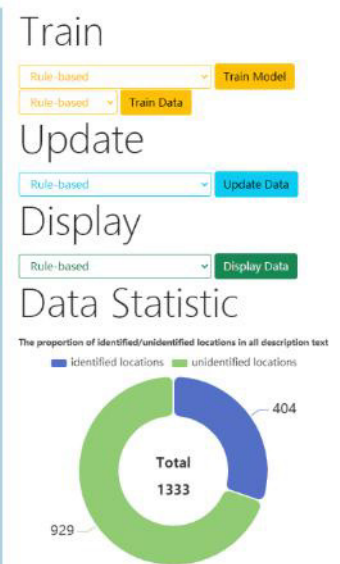 Train
Rule-based Train Model
Rule-based Train Data
Update
Rule-based Update Data
Display
Rule-based Display Data
Data Statistic
The proportion of identified/unidentified locations in all description text
identified locations unidentified locations
404
Total
1333
929